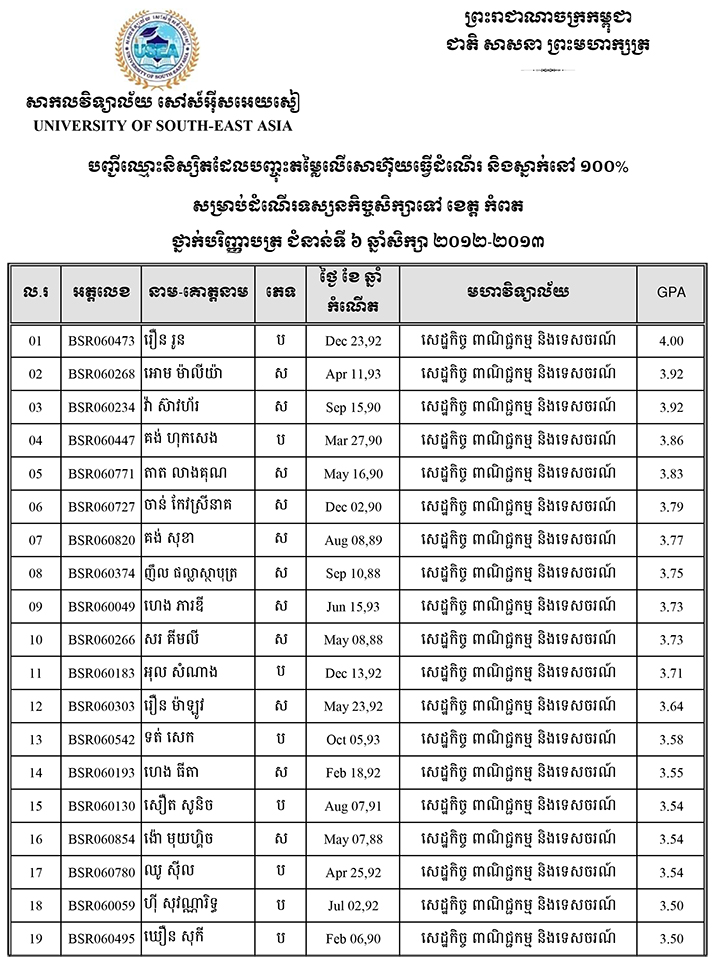 ព្រះរាជាណាចក្រកម្ពុជា
ជាតិ សាសនា ព្រះមហាក្សត្រ
សាកលវិទ្យាល័យ សៅស៍អ៊ីសអេយសៀ
UNIVERSITY OF SOUTH-EAST ASIA
បញ្ជីឈ្មោះនិស្សិតដែលបញ្ចុះតម្លៃលើសោហ៊ុយធ្វើដំណើរ និងស្នាក់នៅ ១០០%
សម្រាប់ដំណើរទស្សនកិច្ចសិក្សាទៅ ខេត្ត កំពត
ថ្នាក់បរិញ្ញាបត្រ ជំនាន់ទី ៦ ឆ្នាំសិក្សា ២០១២-២០១៣
ល.រ អត្តលេខ នាម-គោត្តនាម ភេទ ថ្ងៃ ខែ ឆ្នាំ កំណើត មហាវិទ្យាល័យ GPA
01 BSR060473 រឿន រូន ប Dec 23,92 សេដ្ឋកិច្ច ពាណិជ្ជកម្ម និងទេសចរណ៍ 4.00
02 BSR060268 អោម ម៉ាលីយ៉ា ស Apr 11,93 សេដ្ឋកិច្ច ពាណិជ្ជកម្ម និងទេសចរណ៍ 3.92
03 BSR060234 វ៉ា ស៊ាវហ័រ ស Sep 15,90 សេដ្ឋកិច្ច ពាណិជ្ជកម្ម និងទេសចរណ៍ 3.92
04 BSR060447 គង់ ហុកសេង ប Mar 27,90 សេដ្ឋកិច្ច ពាណិជ្ជកម្ម និងទេសចរណ៍ 3.86
05 BSR060771 តាត លាងគុណ ស May 16,90 សេដ្ឋកិច្ច ពាណិជ្ជកម្ម និងទេសចរណ៍ 3.83
06 BSR060727 ចាន់ កែវស្រីនាគ ស Dec 02,90 សេដ្ឋកិច្ច ពាណិជ្ជកម្ម និងទេសចរណ៍ 3.79
07 BSR060820 គង់ សុខា ស Aug 08,89 សេដ្ឋកិច្ច ពាណិជ្ជកម្ម និងទេសចរណ៍ 3.77
08 BSR060374 ញឹល ផល្លាស្ថាបុត្រ ស Sep 10,88 សេដ្ឋកិច្ច ពាណិជ្ជកម្ម និងទេសចរណ៍ 3.75
09 BSR060049 ហេង ភារឌី ស Jun 15,93 សេដ្ឋកិច្ច ពាណិជ្ជកម្ម និងទេសចរណ៍ 3.73
10 BSR060266 សរ គីមលី ស May 08,88 សេដ្ឋកិច្ច ពាណិជ្ជកម្ម និងទេសចរណ៍ 3.73
11 BSR060183 អុល សំណាង ប Dec 13,92 សេដ្ឋកិច្ច ពាណិជ្ជកម្ម និងទេសចរណ៍ 3.71
12 BSR060303 រឿន ម៉ាឡូវ ស May 23,92 សេដ្ឋកិច្ច ពាណិជ្ជកម្ម និងទេសចរណ៍ 3.64
13 BSR060542 ទត់ សេក ប Oct 05,93 សេដ្ឋកិច្ច ពាណិជ្ជកម្ម និងទេសចរណ៍ 3.58
14 BSR060193 ហេង ធីតា ស Feb 18,92 សេដ្ឋកិច្ច ពាណិជ្ជកម្ម និងទេសចរណ៍ 3.55
15 BSR060130 សឿត សូនិច ប Aug 07,91 សេដ្ឋកិច្ច ពាណិជ្ជកម្ម និងទេសចរណ៍ 3.54
16 BSR060854 ង៉ោ មុយហ្គិច ស May 07,88 សេដ្ឋកិច្ច ពាណិជ្ជកម្ម និងទេសចរណ៍ 3.54
17 BSR060780 ឈូ ស៊ីល ប Apr 25,92 សេដ្ឋកិច្ច ពាណិជ្ជកម្ម និងទេសចរណ៍ 3.54
18 BSR060059 ហ៊ី សុវណ្ណារិទ្ធ ប Jul 02,92 សេដ្ឋកិច្ច ពាណិជ្ជកម្ម និងទេសចរណ៍ 3.50
19 BSR060495 ឃឿន សុភី ប Feb 06,90 សេដ្ឋកិច្ច ពាណិជ្ជកម្ម និងទេសចរណ៍ 3.50